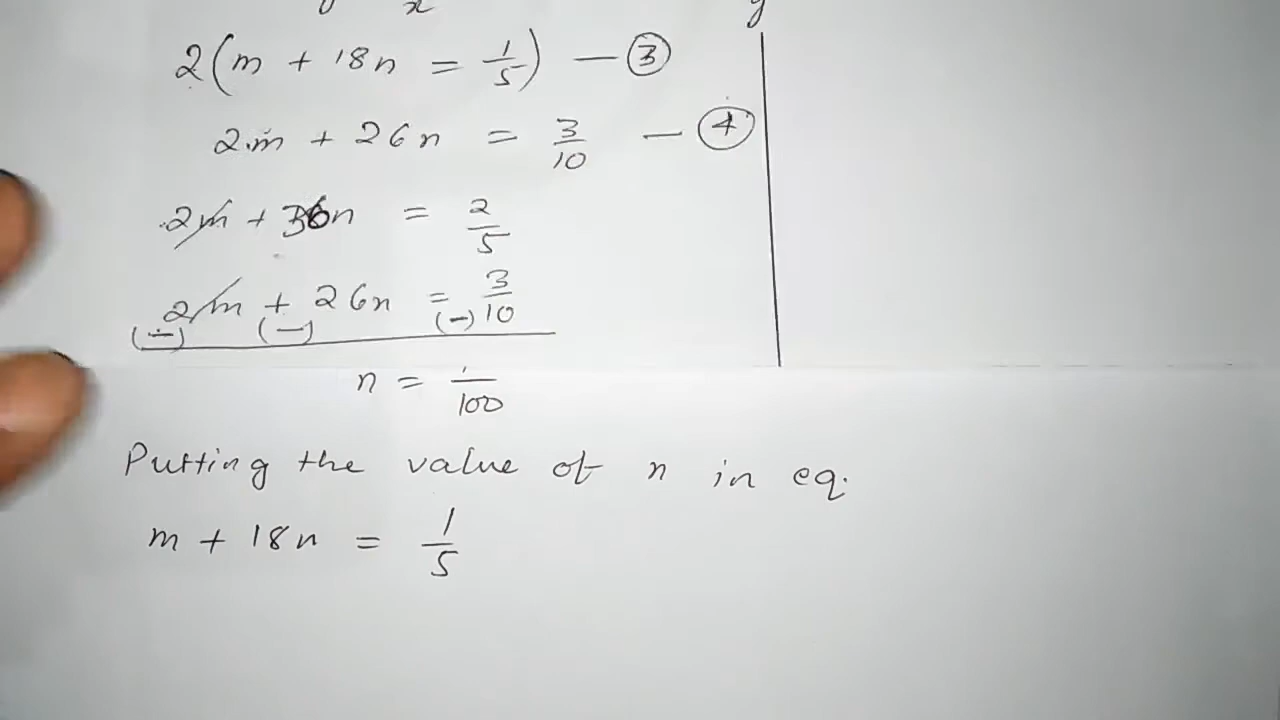 x y
2(m + 18n = 1/5) — ③
2m + 26n = 3/10 — ④
2m + 36n = 2/5
2m + 26n = 3/10
(−) (−) (−)
n = 1/100
Putting the value of n in eq.
m + 18n = 1/5